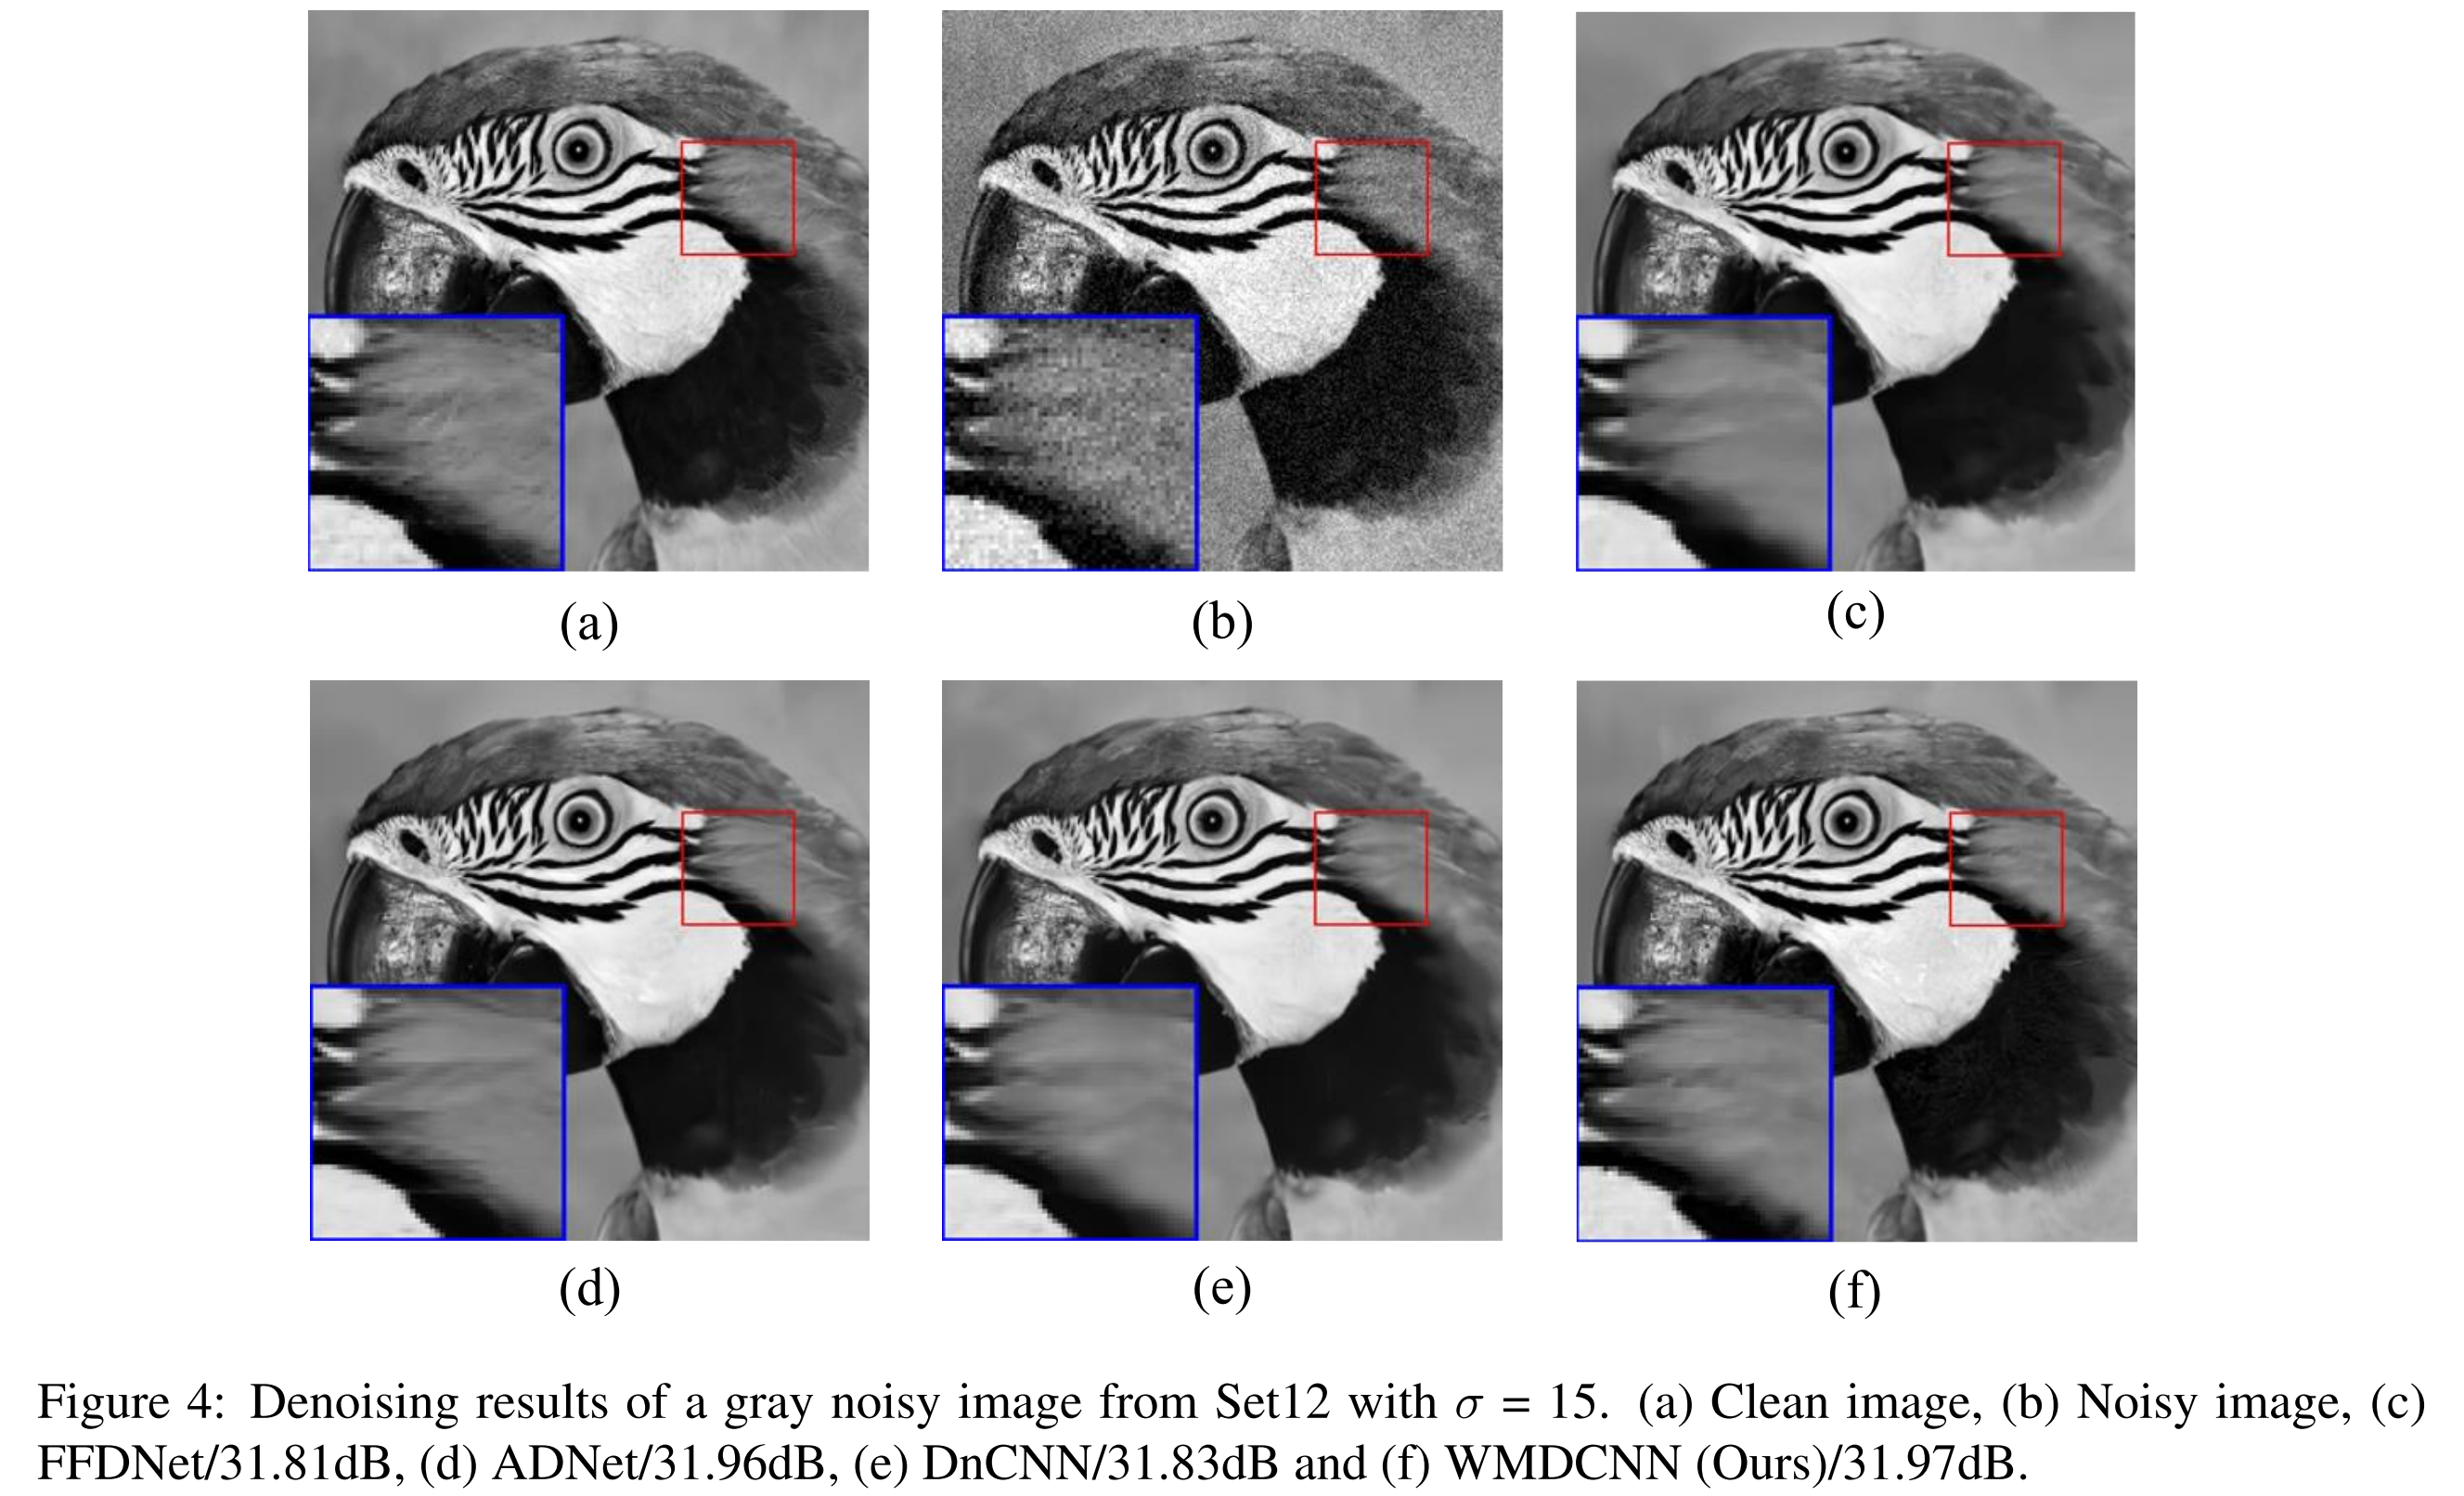 (a) (b) (c)
(d) (e) (f)
Figure 4: Denoising results of a gray noisy image from Set12 with σ = 15. (a) Clean image, (b) Noisy image, (c)
FFDNet/31.81dB, (d) ADNet/31.96dB, (e) DnCNN/31.83dB and (f) WMDCNN (Ours)/31.97dB.